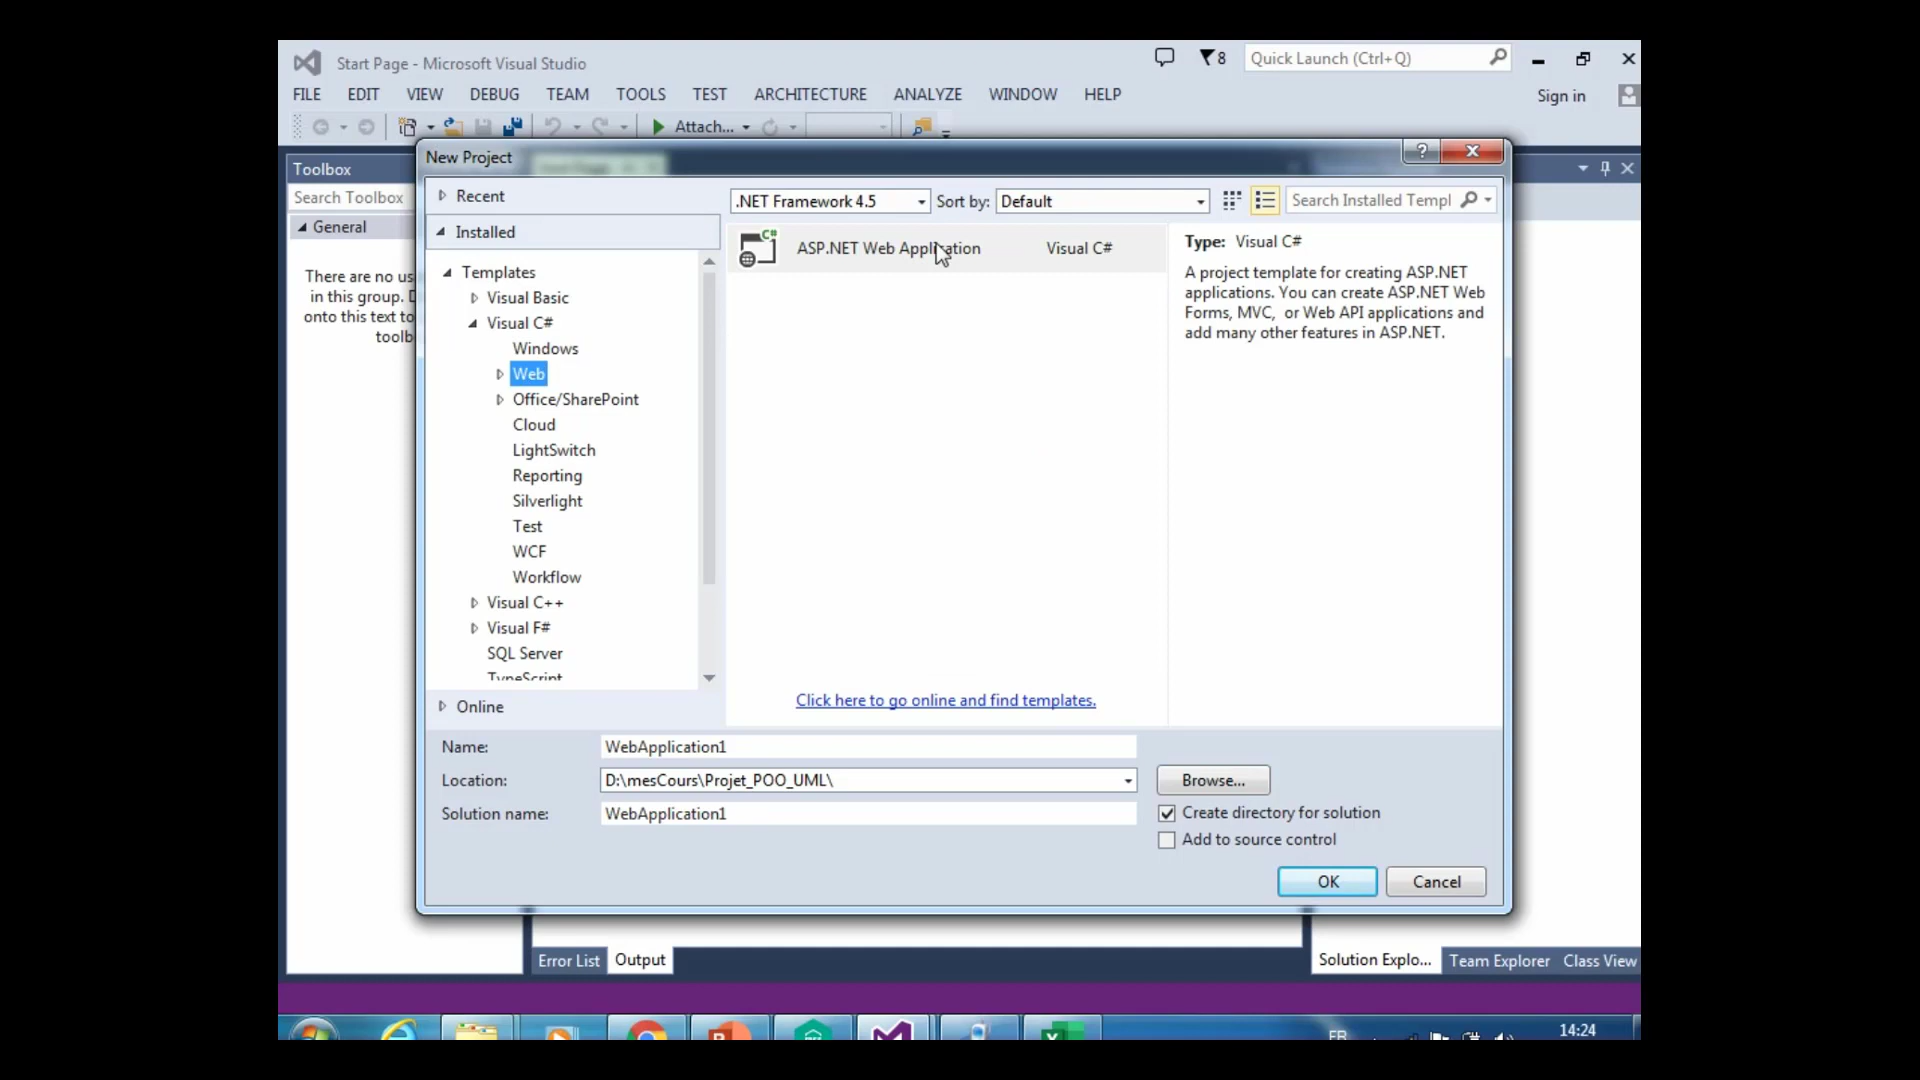 Start Page - Microsoft Visual Studio
8
Quick Launch (Ctrl+Q)
FILE EDIT VIEW DEBUG TEAM TOOLS TEST ARCHITECTURE ANALYZE WINDOW HELP
Sign in
Attach...
Toolbox
Search Toolbox
General
There are no us
in this group. D
onto this text to
toolb
New Project
?
Recent
Installed
Templates
Visual Basic
Visual C#
Windows
Web
Office/SharePoint
Cloud
LightSwitch
Reporting
Silverlight
Test
WCF
Workflow
Visual C++
Visual F#
SQL Server
TypeScript
Online
.NET Framework 4.5
Sort by:
Default
Search Installed Templ
C#
ASP.NET Web Application
Visual C#
Click here to go online and find templates.
Type: Visual C#
A project template for creating ASP.NET
applications. You can create ASP.NET Web
Forms, MVC, or Web API applications and
add many other features in ASP.NET.
Name:
WebApplication1
Location:
D:\mesCours\Projet_POO_UML\
Browse...
Solution name:
WebApplication1
Create directory for solution
Add to source control
OK
Cancel
Error List
Output
Solution Explo...
Team Explorer
Class View
FR
14:24